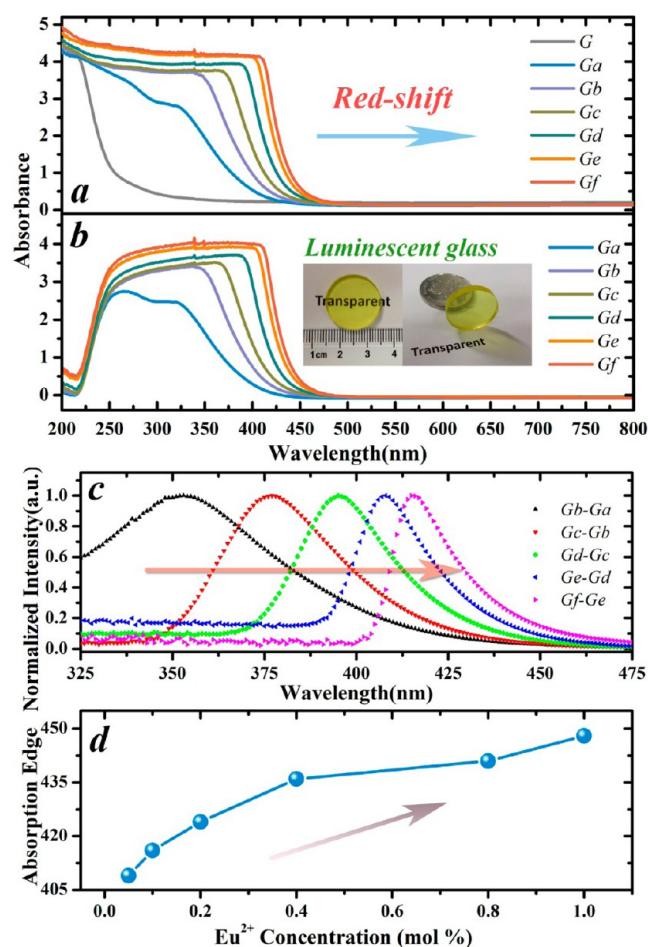 5
4
3
2
1
0
a
Red-shift
G
Ga
Gb
Gc
Gd
Ge
Gf
Absorbance
4
3
2
1
0
b
Luminescent glass
Transparent
1cm 2 3 4
Transparent
Ga
Gb
Gc
Gd
Ge
Gf
200 250 300 350 400 450 500 550 600 650 700 750 800
Wavelength(nm)
Normalized Intensity(a.u.)
1.0
0.8
0.6
0.4
0.2
0.0
c
Gb-Ga
Gc-Gb
Gd-Gc
Ge-Gd
Gf-Ge
325 350 375 400 425 450 475
Wavelength(nm)
Absorption Edge
450
435
420
405
d
0.0 0.2 0.4 0.6 0.8 1.0
Eu²⁺ Concentration (mol %)